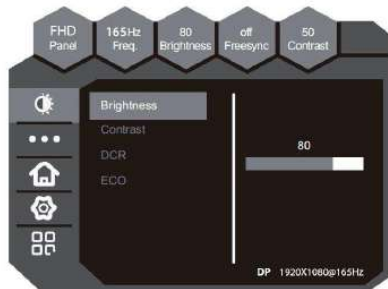 FHD
Panel
165Hz
Freq.
80
Brightness
off
Freesync
50
Contrast
Brightness
Contrast
DCR
ECO
80
DP 1920X1080@165Hz